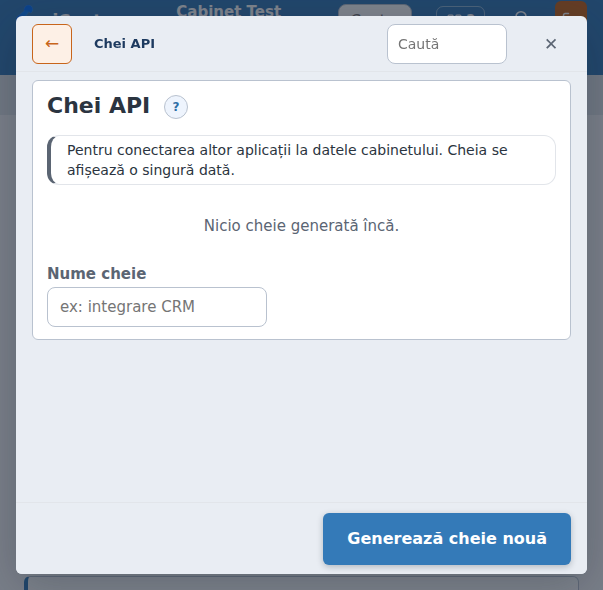 Cabinet Test
←
Chei API
Caută
✕
Chei API
?
Pentru conectarea altor aplicații la datele cabinetului. Cheia se
afișează o singură dată.
Nicio cheie generată încă.
Nume cheie
ex: integrare CRM
Generează cheie nouă